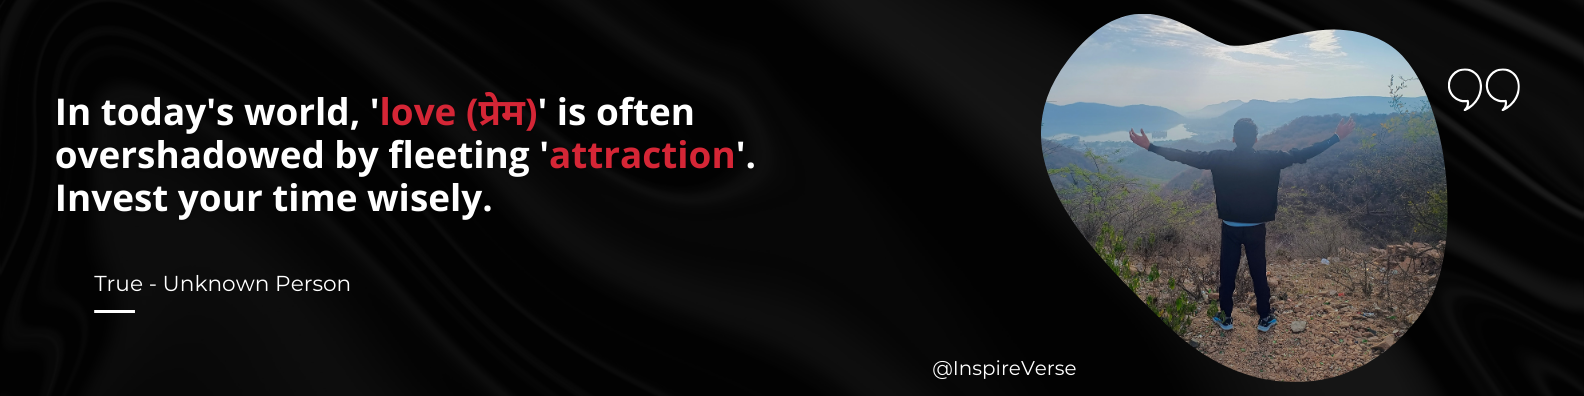 In today's world, 'love (प्रेम)' is often
overshadowed by fleeting 'attraction'.
Invest your time wisely.
True - Unknown Person
@InspireVerse